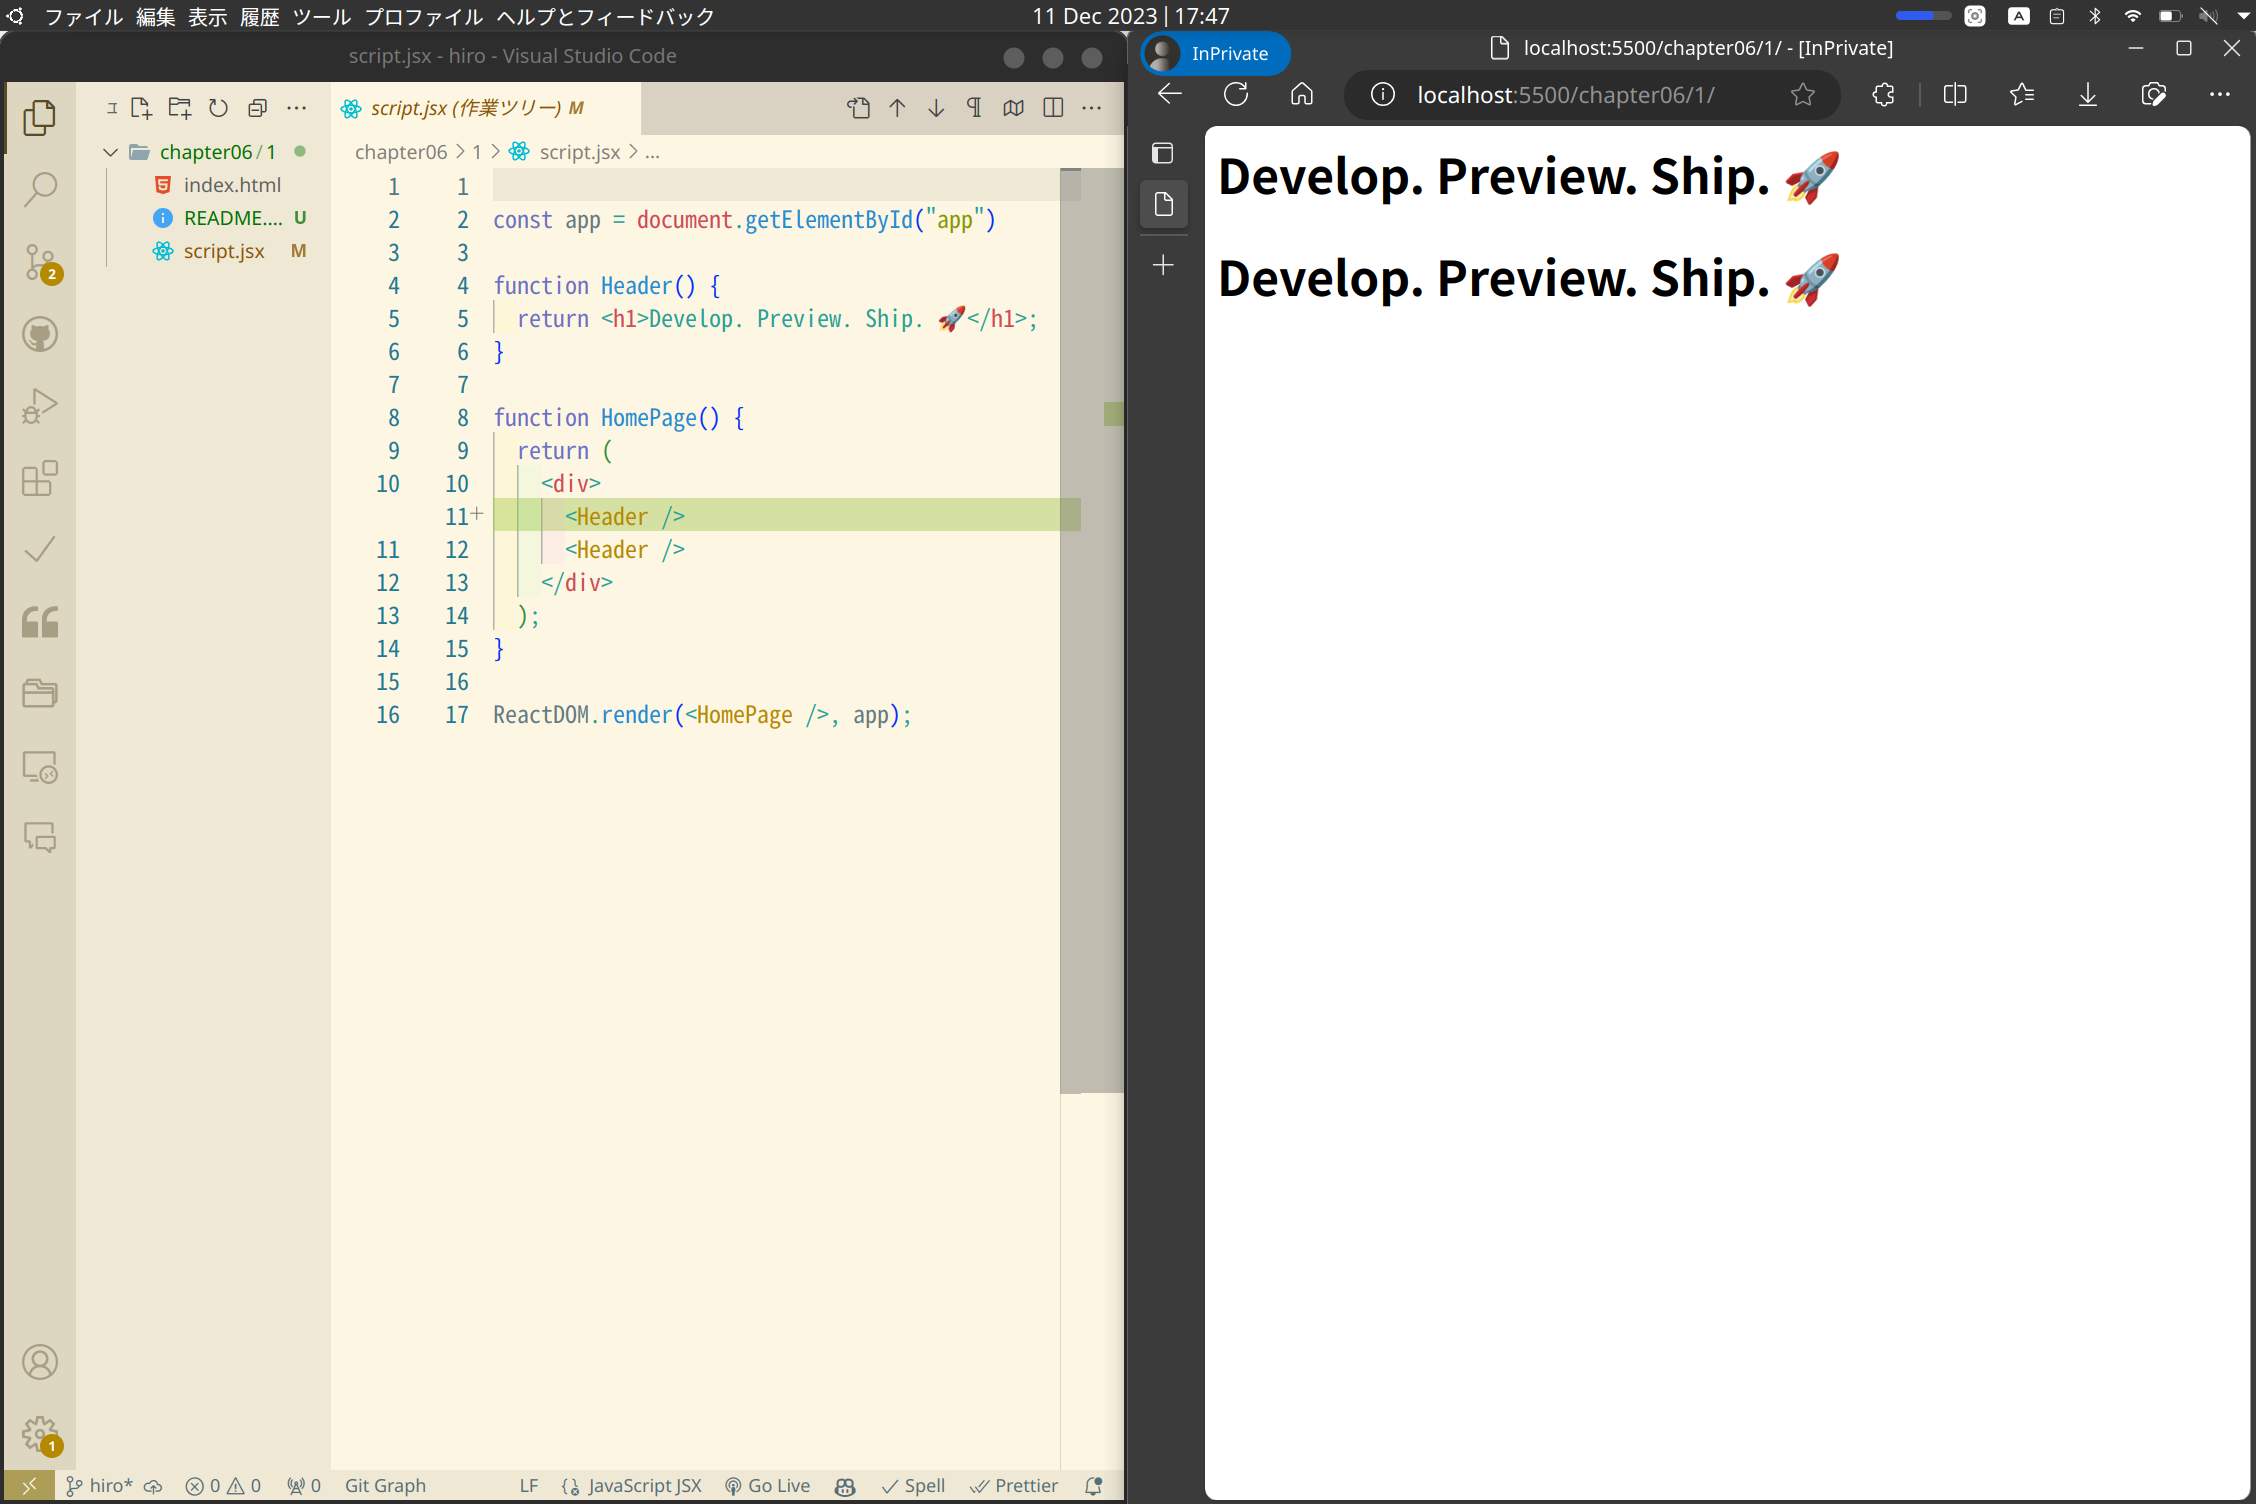 ファイル 編集 表示 履歴 ツール プロファイル ヘルプとフィードバック
11 Dec 2023 | 17:47
A
script.jsx - hiro - Visual Studio Code
エ
chapter06 / 1
index.html
README.... U
script.jsx M
2
1
script.jsx (作業ツリー) M
chapter06 > 1 > script.jsx > ...
1 1
2 2 const app = document.getElementById("app")
3 3
4 4 function Header() {
5 5 return <h1>Develop. Preview. Ship. 🚀</h1>;
6 6 }
7 7
8 8 function HomePage() {
9 9 return (
10 10 <div>
11+ <Header />
11 12 <Header />
12 13 </div>
13 14 );
14 15 }
15 16
16 17 ReactDOM.render(<HomePage />, app);
hiro* 0 0 0 Git Graph LF JavaScript JSX Go Live Spell Prettier
InPrivate
localhost:5500/chapter06/1/ - [InPrivate]
localhost:5500/chapter06/1/
Develop. Preview. Ship. 🚀
Develop. Preview. Ship. 🚀